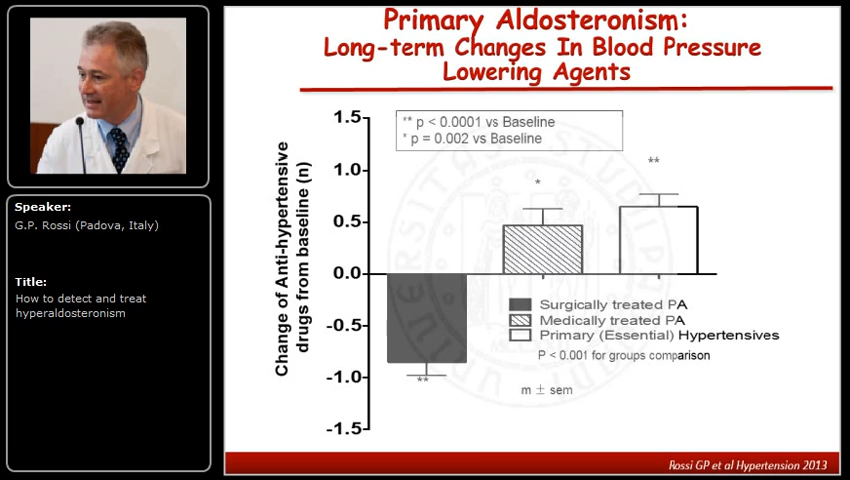 Primary Aldosteronism:
Long-term Changes In Blood Pressure
Lowering Agents
Speaker:
G.P. Rossi (Padova, Italy)
Title:
How to detect and treat
hyperaldosteronism
Change of Anti-hypertensive
drugs from baseline (n)
1.5
1.0
0.5
0.0
-0.5
-1.0
-1.5
** p < 0.0001 vs Baseline
* p = 0.002 vs Baseline
**
*
**
Surgically treated PA
Medically treated PA
Primary (Essential) Hypertensives
P < 0.001 for groups comparison
m ± sem
Rossi GP et al Hypertension 2013